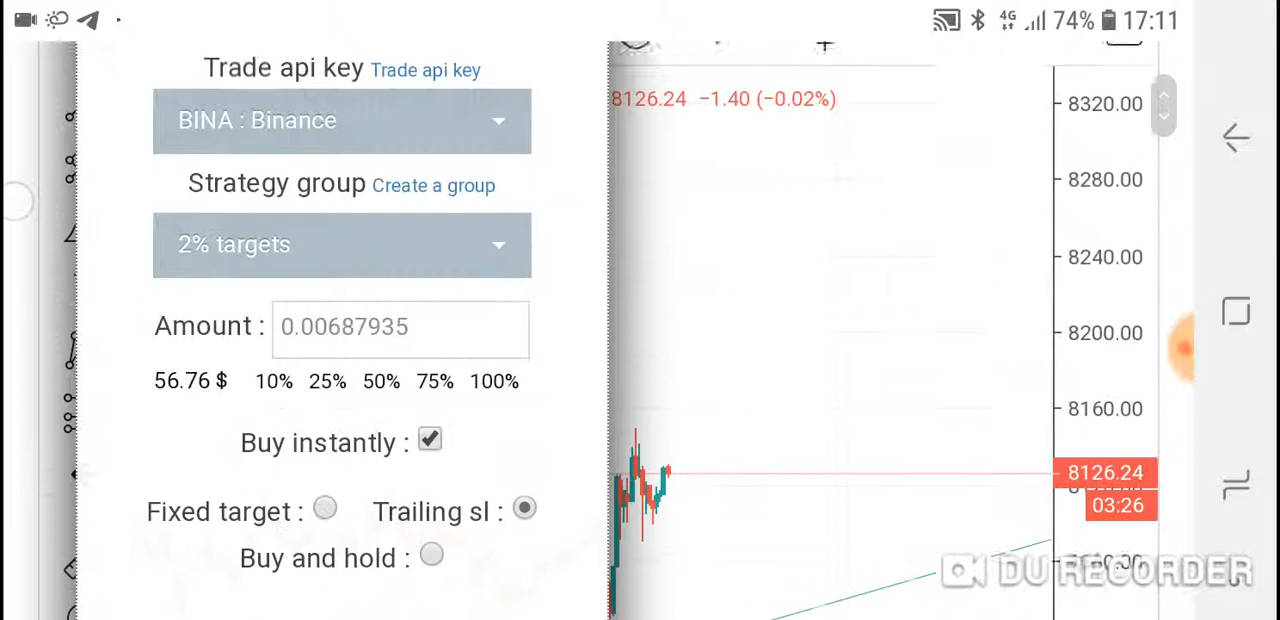 4G 74% 17:11
Trade api key Trade api key
BINA : Binance
Strategy group Create a group
2% targets
Amount : 0.00687935
56.76 $ 10% 25% 50% 75% 100%
Buy instantly :
Fixed target : Trailing sl :
Buy and hold :
8126.24 −1.40 (−0.02%)
8320.00
8280.00
8240.00
8200.00
8160.00
8126.24
03:26
DU RECORDER